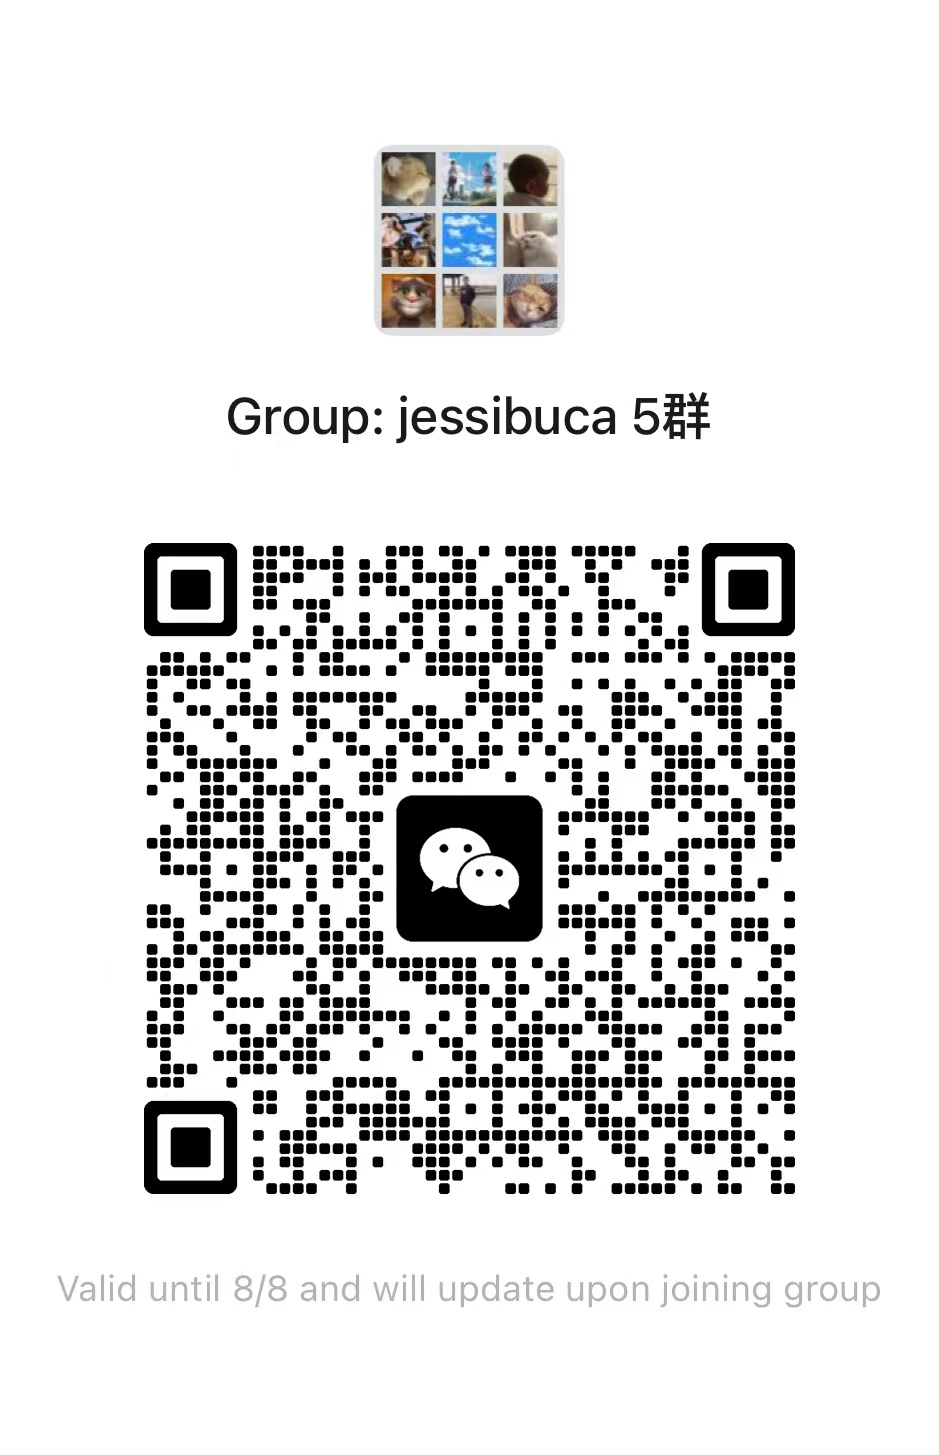 Group: jessibuca 5群
Valid until 8/8 and will update upon joining group